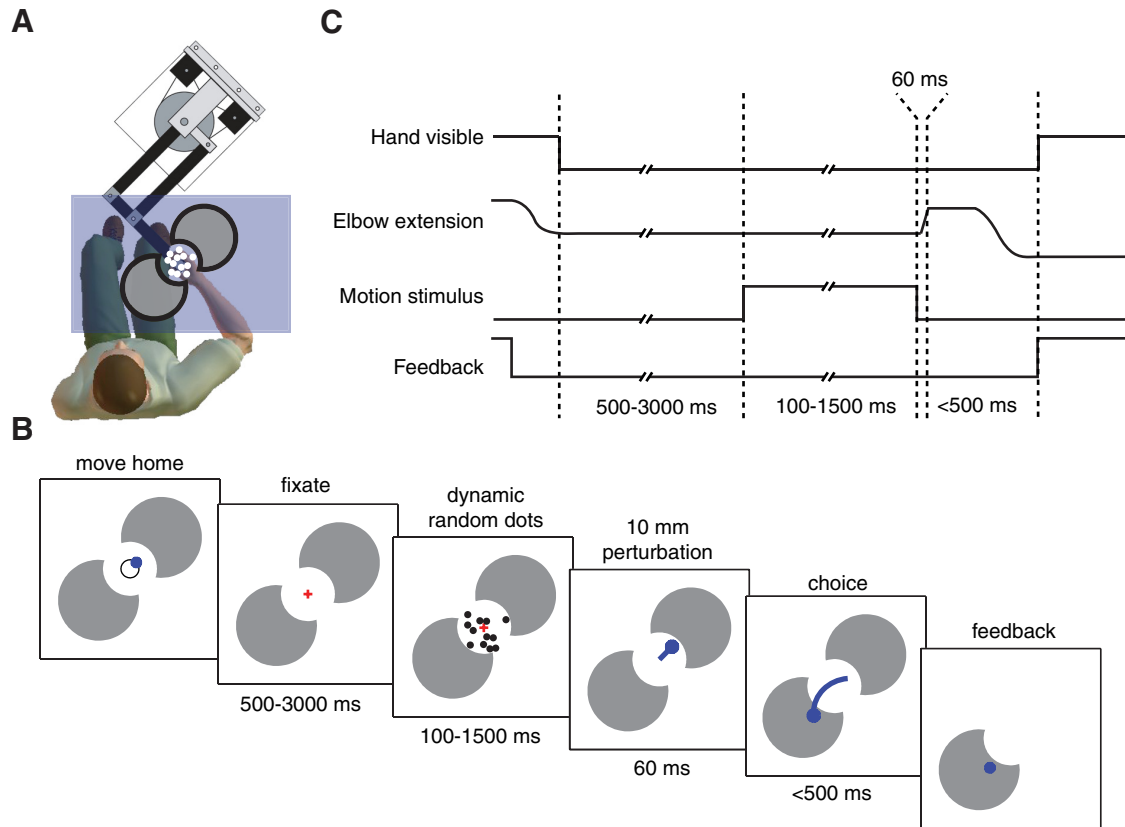 A
C
60 ms
Hand visible
Elbow extension
Motion stimulus
Feedback
500-3000 ms
100-1500 ms
<500 ms
B
move home
fixate
500-3000 ms
dynamic
random dots
100-1500 ms
10 mm
perturbation
60 ms
choice
<500 ms
feedback